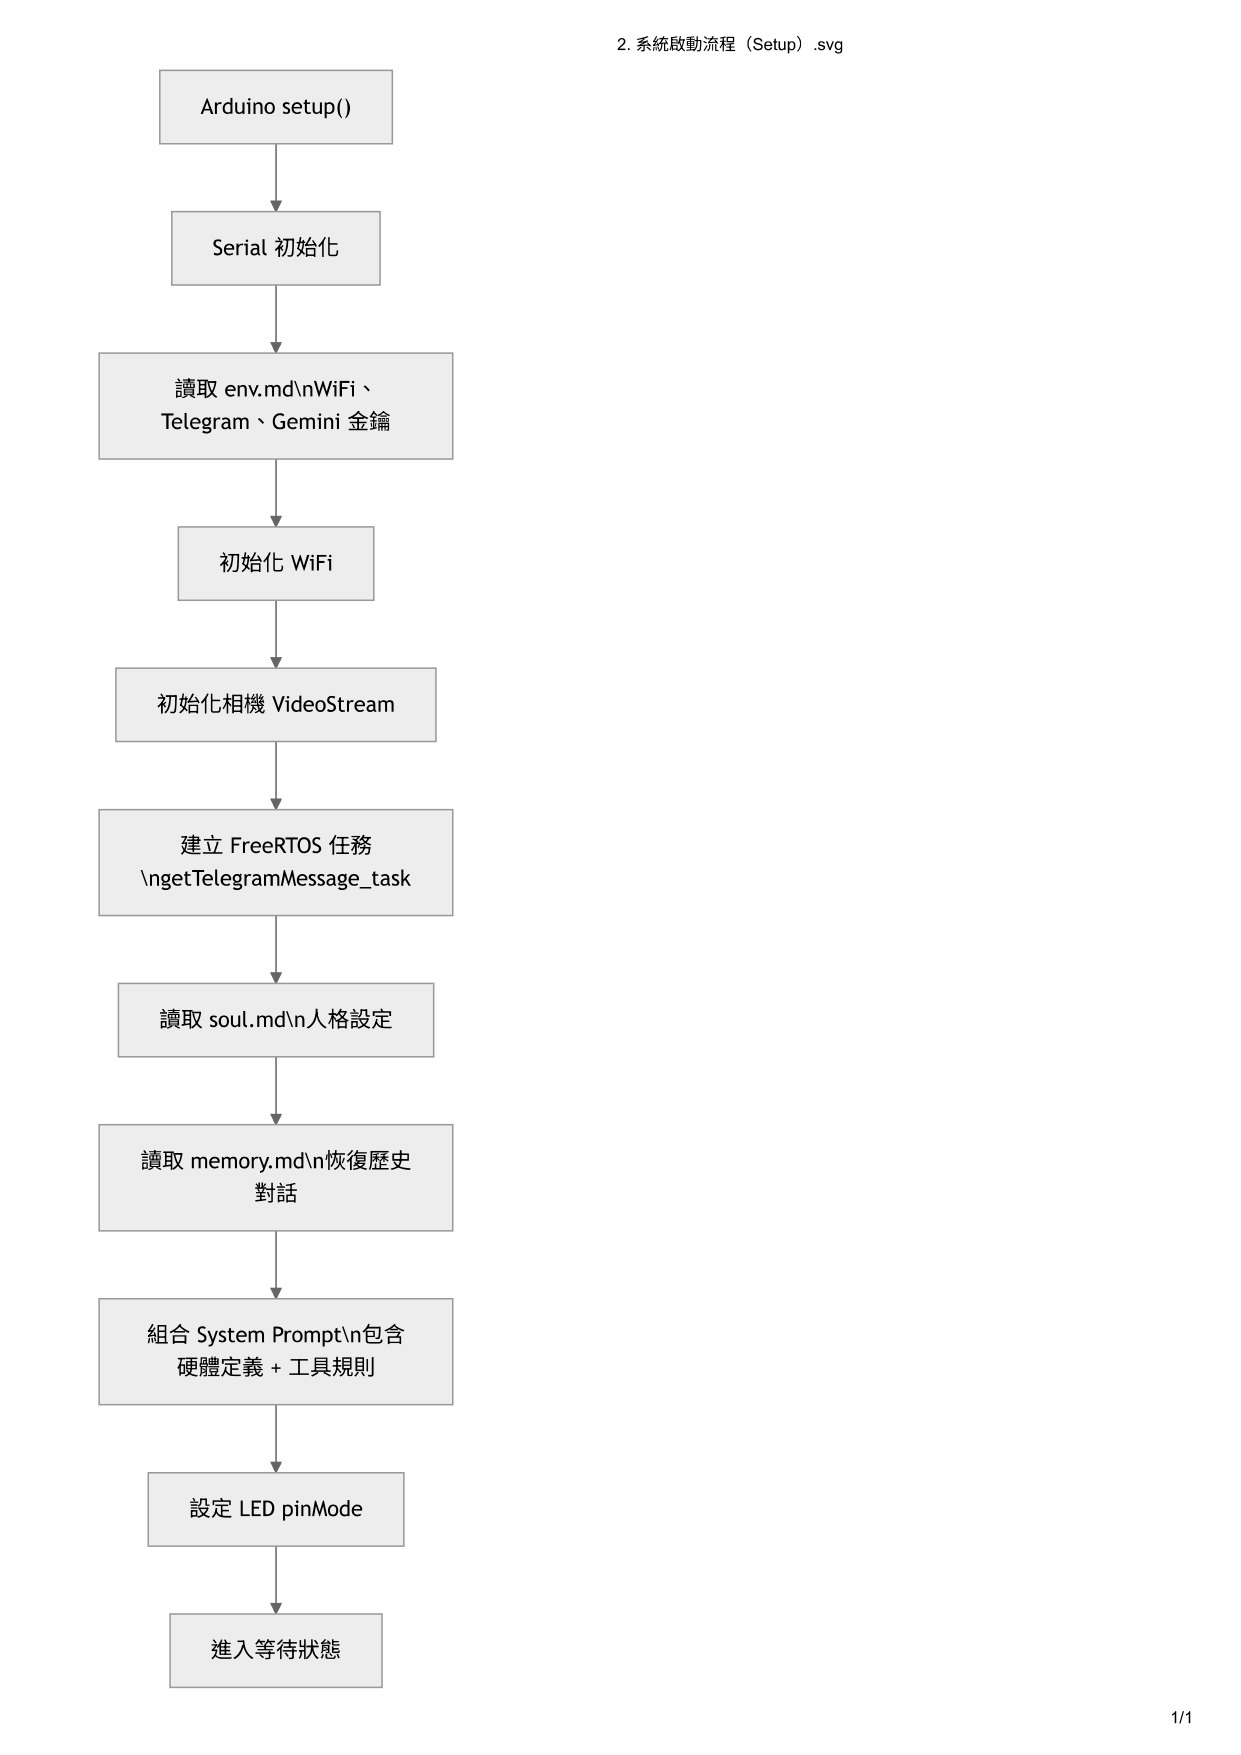 2. 系統啟動流程（Setup）.svg
Arduino setup()
Serial 初始化
讀取 env.md\nWiFi、
Telegram、Gemini 金鑰
初始化 WiFi
初始化相機 VideoStream
建立 FreeRTOS 任務
\ngetTelegramMessage_task
讀取 soul.md\n人格設定
讀取 memory.md\n恢復歷史
對話
組合 System Prompt\n包含
硬體定義 + 工具規則
設定 LED pinMode
進入等待狀態
1/1